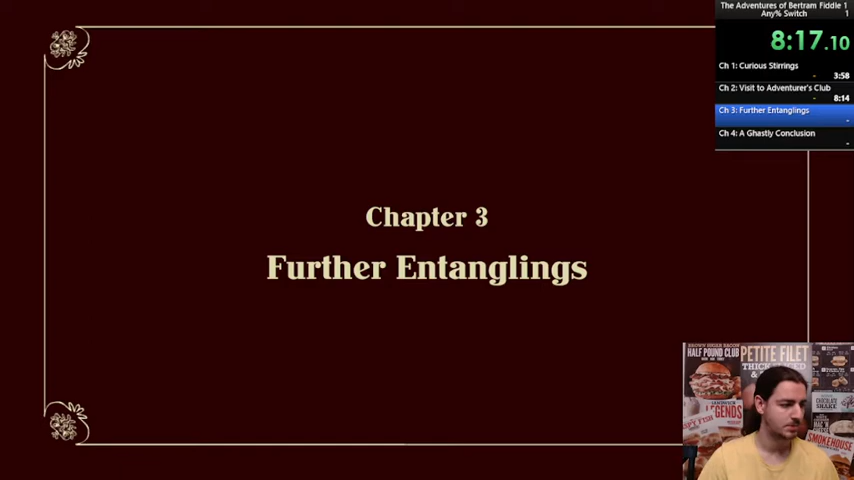 The Adventures of Bertram Fiddle 1
Any% Switch 1
8:17.10
Ch 1: Curious Stirrings
- 3:58
Ch 2: Visit to Adventurer's Club
- 8:14
Ch 3: Further Entanglings
-
Ch 4: A Ghastly Conclusion
-
Chapter 3
Further Entanglings
HALF POUND CLUB
PETITE FILET
LEGENDS
SHAKE
SMOKEHOUSE